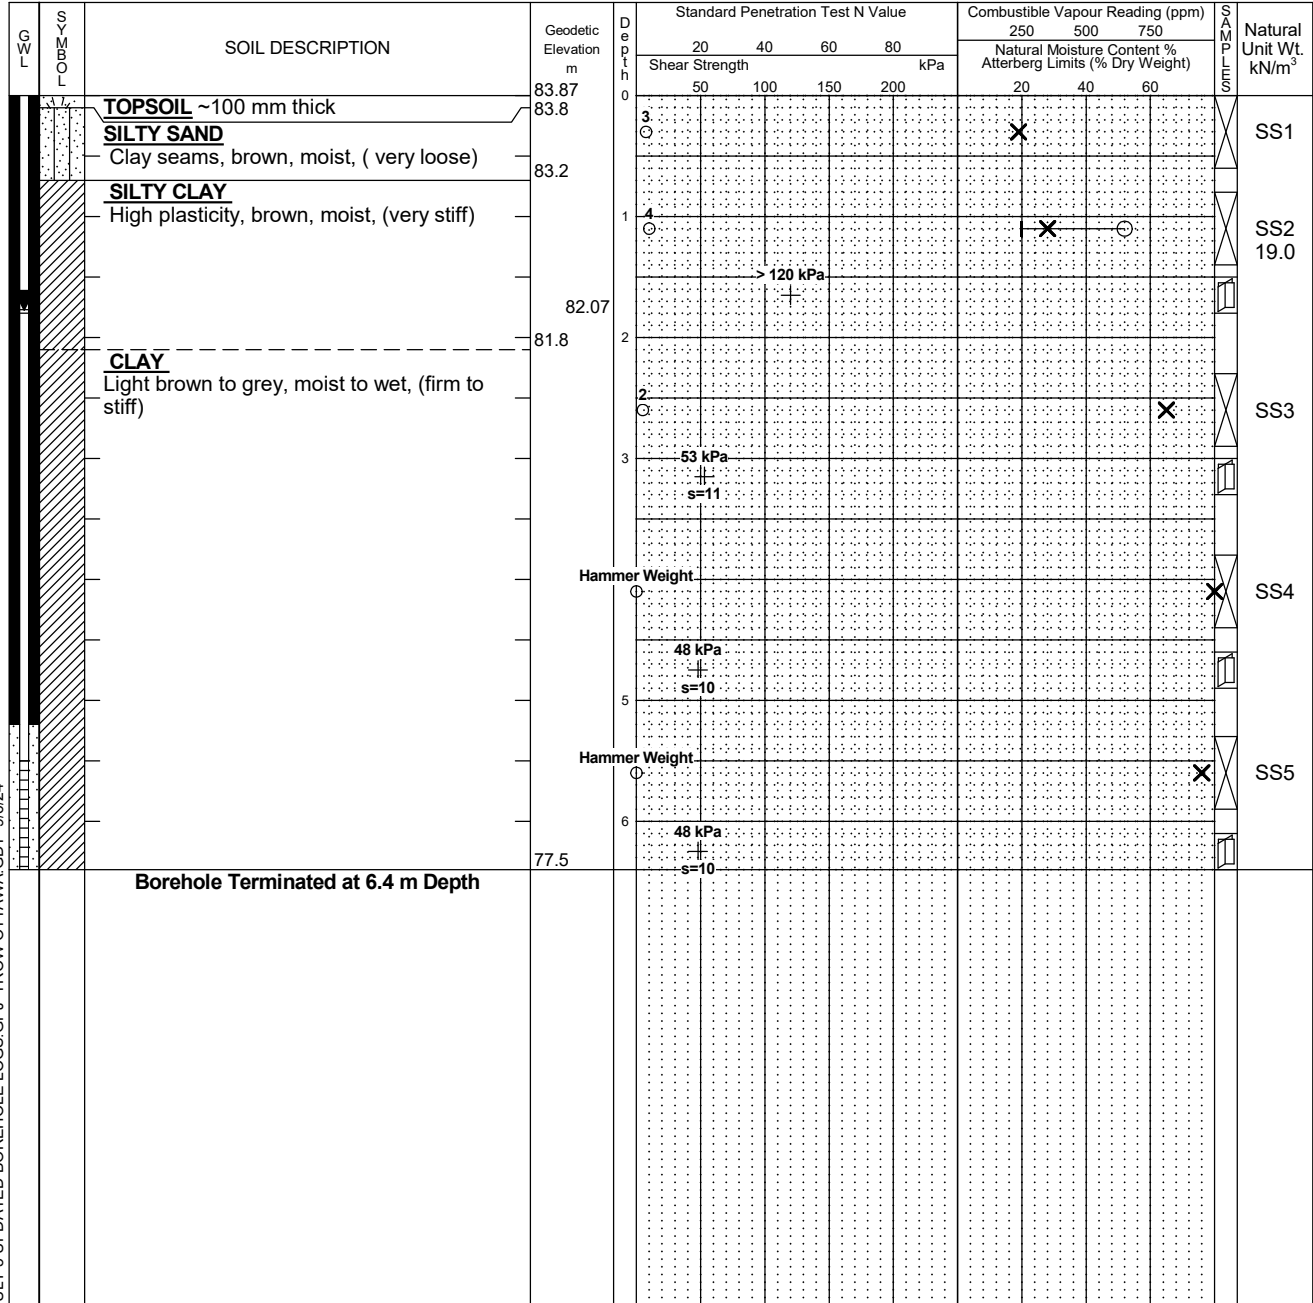 GWL
SYMBOL
SOIL DESCRIPTION
Geodetic
Elevation
m
83.87
Depth
0
Standard Penetration Test N Value
20 40 60 80
Shear Strength kPa
50 100 150 200
Combustible Vapour Reading (ppm)
250 500 750
Natural Moisture Content %
Atterberg Limits (% Dry Weight)
20 40 60
SAMPLES
Natural
Unit Wt.
kN/m³
TOPSOIL ~100 mm thick
83.8
SILTY SAND
Clay seams, brown, moist, ( very loose)
83.2
3
SS1
SILTY CLAY
High plasticity, brown, moist, (very stiff)
1
4
SS2
19.0
> 120 kPa
82.07
81.8
2
CLAY
Light brown to grey, moist to wet, (firm to
stiff)
2
SS3
3
53 kPa
s=11
Hammer Weight
SS4
48 kPa
s=10
5
Hammer Weight
SS5
6
48 kPa
s=10
77.5
Borehole Terminated at 6.4 m Depth